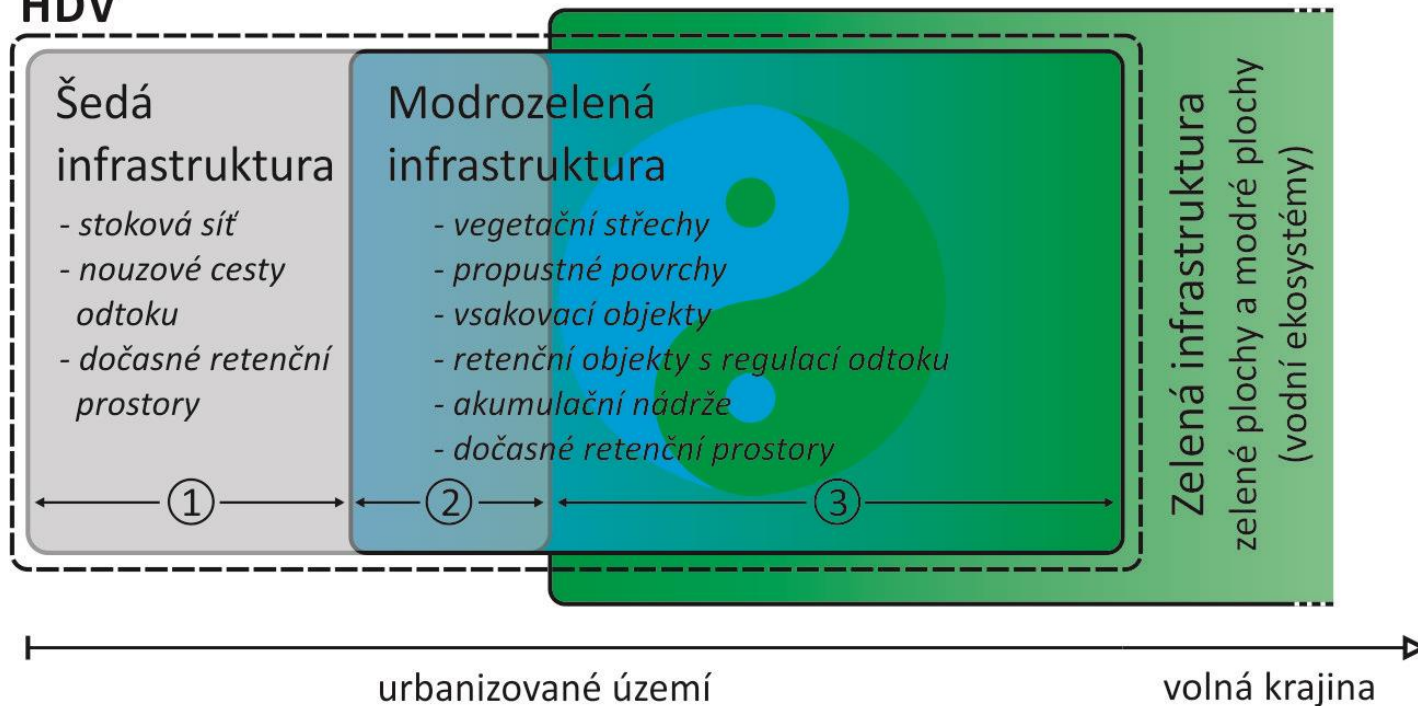 HDV
Šedá
infrastruktura
- stoková síť
- nouzové cesty
odtoku
- dočasné retenční
prostory
Modrozelená
infrastruktura
- vegetační střechy
- propustné povrchy
- vsakovací objekty
- retenční objekty s regulací odtoku
- akumulační nádrže
- dočasné retenční prostory
1
2
3
Zelená infrastruktura
zelené plochy a modré plochy
(vodní ekosystémy)
urbanizované území
volná krajina